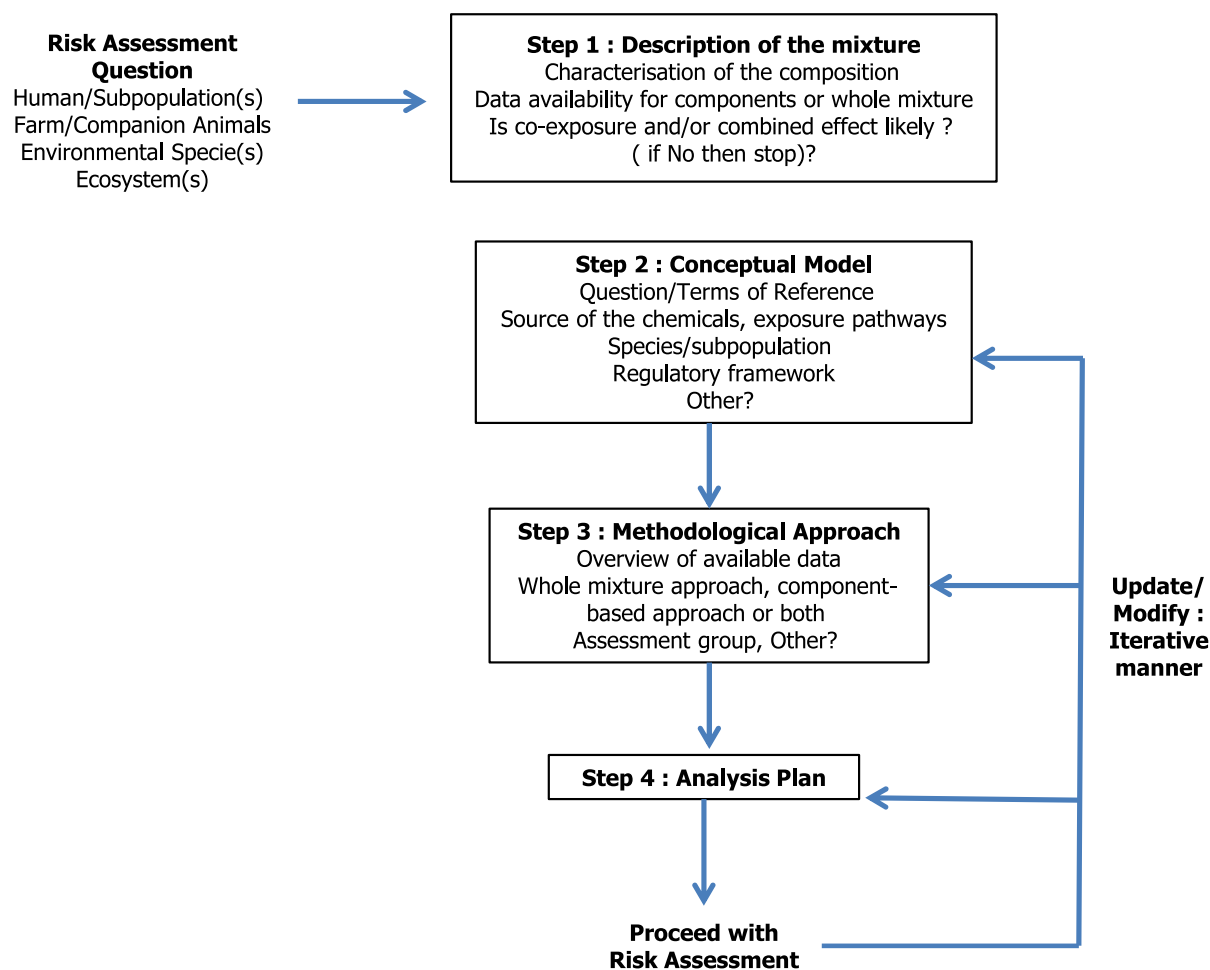 Risk Assessment
Question
Human/Subpopulation(s)
Farm/Companion Animals
Environmental Specie(s)
Ecosystem(s)
Step 1 : Description of the mixture
Characterisation of the composition
Data availability for components or whole mixture
Is co-exposure and/or combined effect likely ?
( if No then stop)?
Step 2 : Conceptual Model
Question/Terms of Reference
Source of the chemicals, exposure pathways
Species/subpopulation
Regulatory framework
Other?
Step 3 : Methodological Approach
Overview of available data
Whole mixture approach, component-
based approach or both
Assessment group, Other?
Update/
Modify :
Iterative
manner
Step 4 : Analysis Plan
Proceed with
Risk Assessment